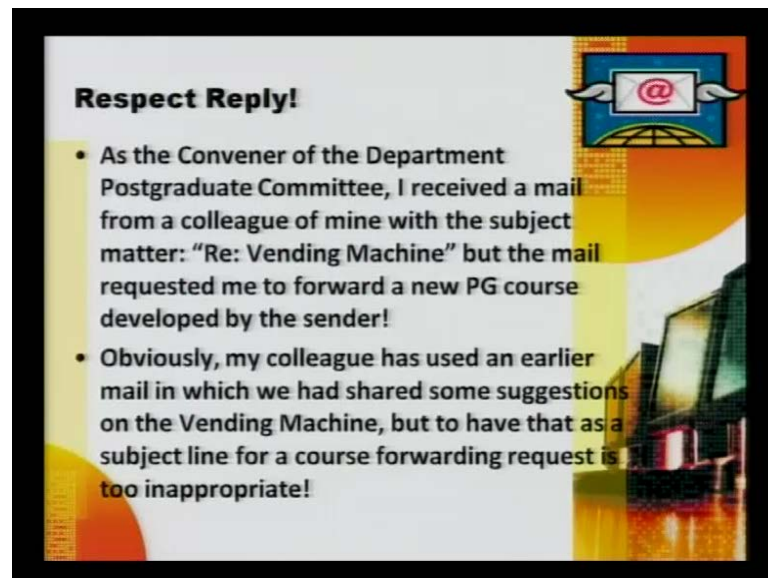 @
Respect Reply!
• As the Convener of the Department
Postgraduate Committee, I received a mail
from a colleague of mine with the subject
matter: “Re: Vending Machine” but the mail
requested me to forward a new PG course
developed by the sender!
• Obviously, my colleague has used an earlier
mail in which we had shared some suggestions
on the Vending Machine, but to have that as a
subject line for a course forwarding request is
too inappropriate!